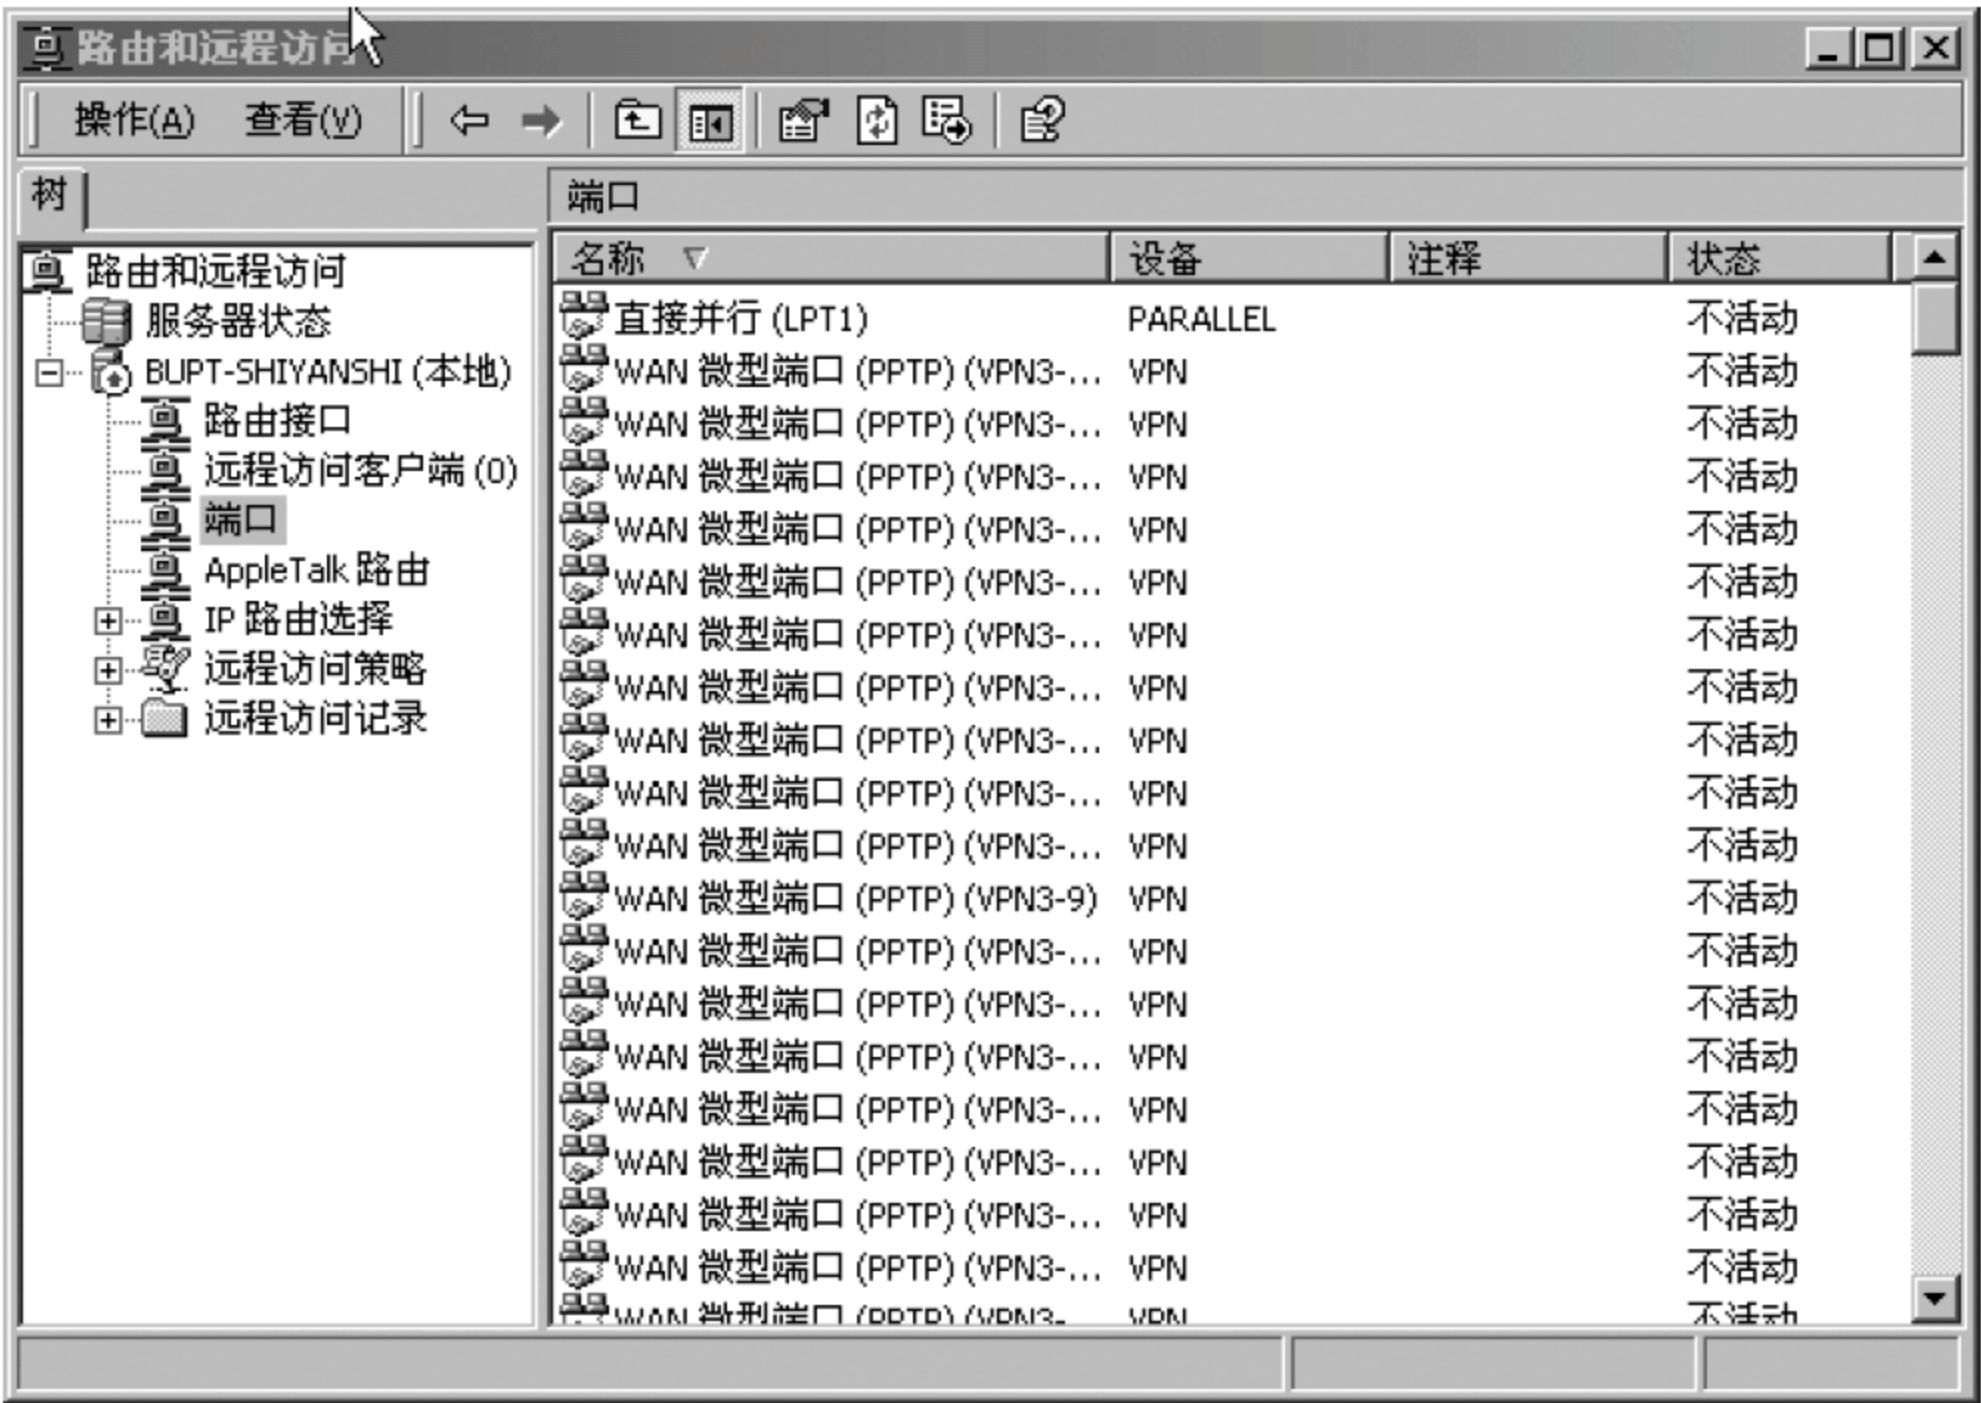 路由和远程访问
操作(A) 查看(V)
树
端口
路由和远程访问
服务器状态
BUPT-SHIYANSHI (本地)
路由接口
远程访问客户端 (0)
端口
AppleTalk 路由
IP 路由选择
远程访问策略
远程访问记录
名称 设备 注释 状态
直接并行 (LPT1) PARALLEL 不活动
WAN 微型端口 (PPTP) (VPN3-... VPN 不活动
WAN 微型端口 (PPTP) (VPN3-... VPN 不活动
WAN 微型端口 (PPTP) (VPN3-... VPN 不活动
WAN 微型端口 (PPTP) (VPN3-... VPN 不活动
WAN 微型端口 (PPTP) (VPN3-... VPN 不活动
WAN 微型端口 (PPTP) (VPN3-... VPN 不活动
WAN 微型端口 (PPTP) (VPN3-... VPN 不活动
WAN 微型端口 (PPTP) (VPN3-... VPN 不活动
WAN 微型端口 (PPTP) (VPN3-... VPN 不活动
WAN 微型端口 (PPTP) (VPN3-... VPN 不活动
WAN 微型端口 (PPTP) (VPN3-9) VPN 不活动
WAN 微型端口 (PPTP) (VPN3-... VPN 不活动
WAN 微型端口 (PPTP) (VPN3-... VPN 不活动
WAN 微型端口 (PPTP) (VPN3-... VPN 不活动
WAN 微型端口 (PPTP) (VPN3-... VPN 不活动
WAN 微型端口 (PPTP) (VPN3-... VPN 不活动
WAN 微型端口 (PPTP) (VPN3-... VPN 不活动
WAN 微型端口 (PPTP) (VPN3-... VPN 不活动
WAN 微型端口 (PPTP) (VPN3- VPN 不活动